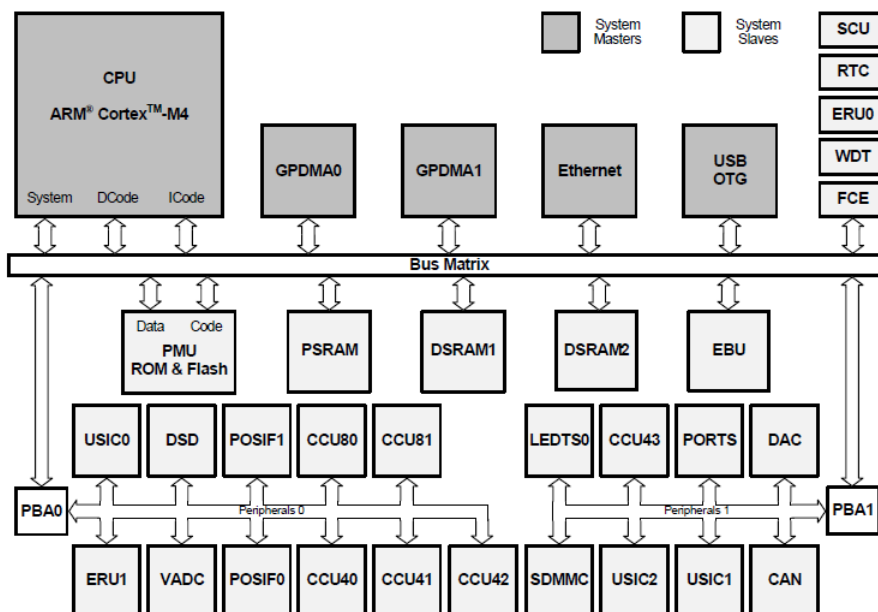 System
Masters
System
Slaves
SCU
CPU
ARM® Cortex™-M4
RTC
ERU0
GPDMA0
GPDMA1
Ethernet
USB
OTG
WDT
System
DCode
ICode
FCE
Bus Matrix
Data
Code
PMU
ROM & Flash
PSRAM
DSRAM1
DSRAM2
EBU
USIC0
DSD
POSIF1
CCU80
CCU81
LEDTS0
CCU43
PORTS
DAC
PBA0
Peripherals 0
Peripherals 1
PBA1
ERU1
VADC
POSIF0
CCU40
CCU41
CCU42
SDMMC
USIC2
USIC1
CAN